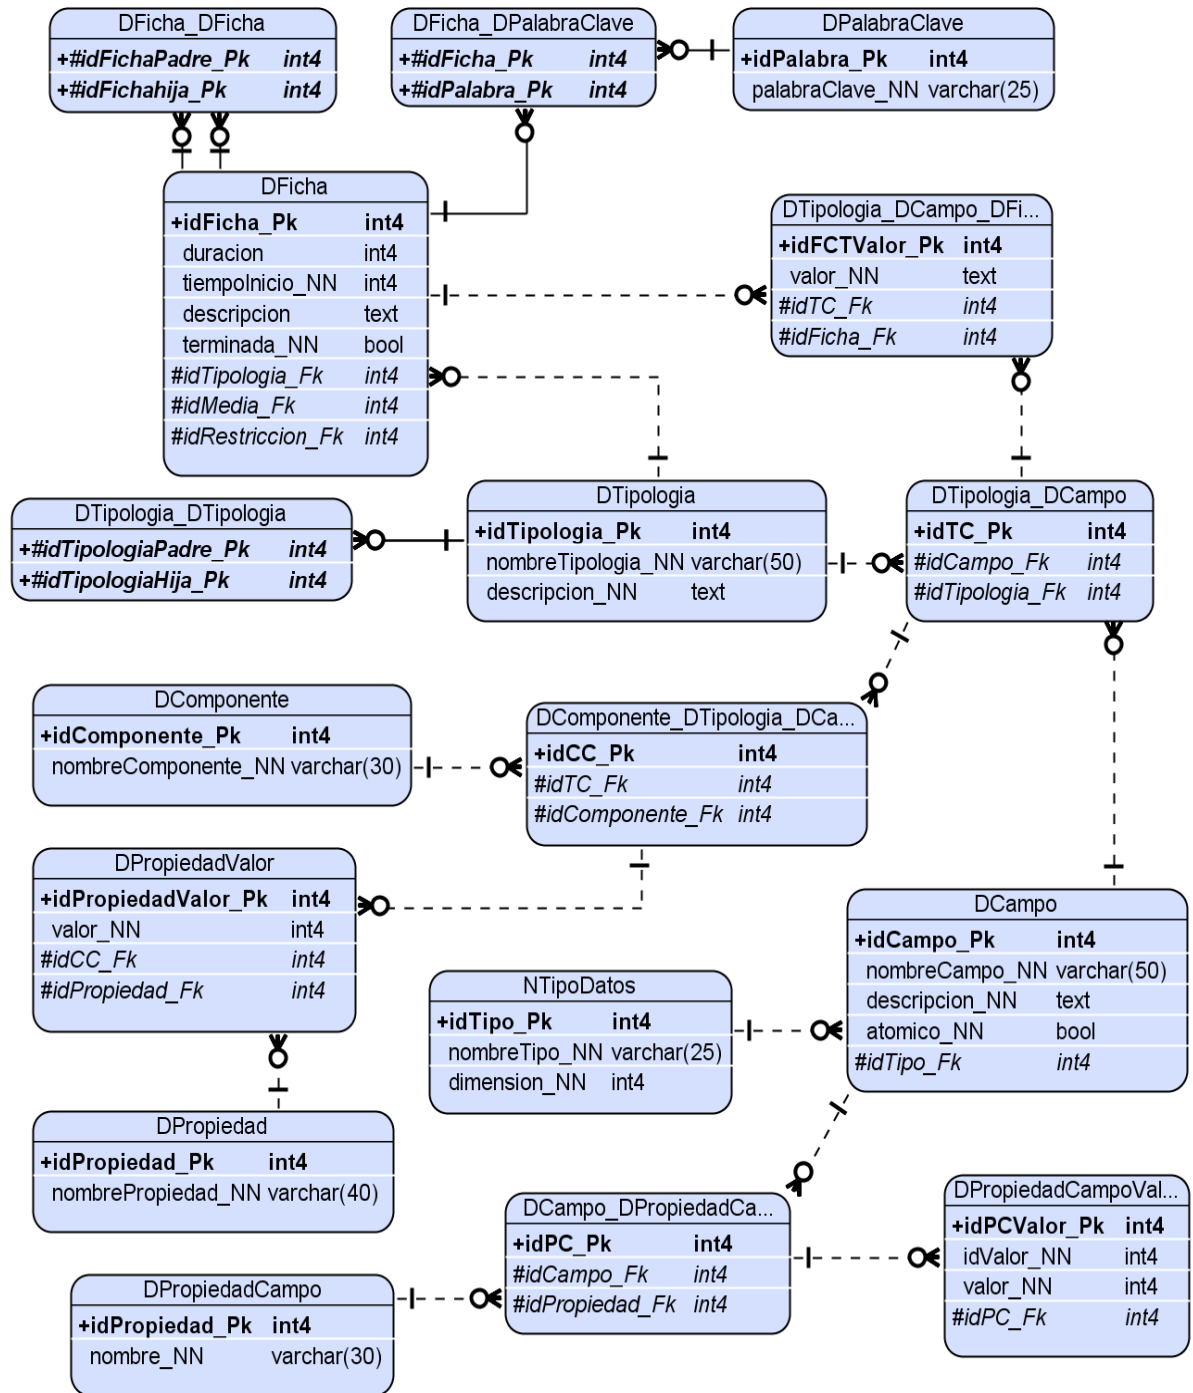 DFicha_DFicha
+#idFichaPadre_Pk int4
+#idFichahija_Pk int4
DFicha_DPalabraClave
+#idFicha_Pk int4
+#idPalabra_Pk int4
DPalabraClave
+idPalabra_Pk int4
palabraClave_NN varchar(25)
DFicha
+idFicha_Pk int4
duracion int4
tiempoInicio_NN int4
descripcion text
terminada_NN bool
#idTipologia_Fk int4
#idMedia_Fk int4
#idRestriccion_Fk int4
DTipologia_DCampo_DFi...
+idFCTValor_Pk int4
valor_NN text
#idTC_Fk int4
#idFicha_Fk int4
DTipologia_DTipologia
+#idTipologiaPadre_Pk int4
+#idTipologiaHija_Pk int4
DTipologia
+idTipologia_Pk int4
nombreTipologia_NN varchar(50)
descripcion_NN text
DTipologia_DCampo
+idTC_Pk int4
#idCampo_Fk int4
#idTipologia_Fk int4
DComponente
+idComponente_Pk int4
nombreComponente_NN varchar(30)
DComponente_DTipologia_DCa...
+idCC_Pk int4
#idTC_Fk int4
#idComponente_Fk int4
DPropiedadValor
+idPropiedadValor_Pk int4
valor_NN int4
#idCC_Fk int4
#idPropiedad_Fk int4
DCampo
+idCampo_Pk int4
nombreCampo_NN varchar(50)
descripcion_NN text
atomico_NN bool
#idTipo_Fk int4
NTipoDatos
+idTipo_Pk int4
nombreTipo_NN varchar(25)
dimension_NN int4
DPropiedad
+idPropiedad_Pk int4
nombrePropiedad_NN varchar(40)
DCampo_DPropiedadCa...
+idPC_Pk int4
#idCampo_Fk int4
#idPropiedad_Fk int4
DPropiedadCampoVal...
+idPCValor_Pk int4
idValor_NN int4
valor_NN int4
#idPC_Fk int4
DPropiedadCampo
+idPropiedad_Pk int4
nombre_NN varchar(30)